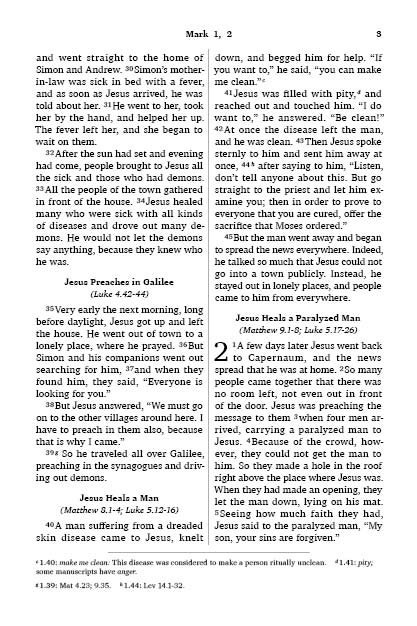 Mark 1, 2
3
and went straight to the home of
Simon and Andrew. ³⁰Simon's mother-
in-law was sick in bed with a fever,
and as soon as Jesus arrived, he was
told about her. ³¹He went to her, took
her by the hand, and helped her up.
The fever left her, and she began to
wait on them.
³²After the sun had set and evening
had come, people brought to Jesus all
the sick and those who had demons.
³³All the people of the town gathered
in front of the house. ³⁴Jesus healed
many who were sick with all kinds
of diseases and drove out many de-
mons. He would not let the demons
say anything, because they knew who
he was.
Jesus Preaches in Galilee
(Luke 4.42-44)
³⁵Very early the next morning, long
before daylight, Jesus got up and left
the house. He went out of town to a
lonely place, where he prayed. ³⁶But
Simon and his companions went out
searching for him, ³⁷and when they
found him, they said, “Everyone is
looking for you.”
³⁸But Jesus answered, “We must go
on to the other villages around here. I
have to preach in them also, because
that is why I came.”
³⁹ᵍ So he traveled all over Galilee,
preaching in the synagogues and driv-
ing out demons.
Jesus Heals a Man
(Matthew 8.1-4; Luke 5.12-16)
⁴⁰A man suffering from a dreaded
skin disease came to Jesus, knelt
down, and begged him for help. “If
you want to,” he said, “you can make
me clean.”ᶜ
⁴¹Jesus was filled with pity,ᵈ and
reached out and touched him. “I do
want to,” he answered. “Be clean!”
⁴²At once the disease left the man,
and he was clean. ⁴³Then Jesus spoke
sternly to him and sent him away at
once, ⁴⁴ʰ after saying to him, “Listen,
don't tell anyone about this. But go
straight to the priest and let him ex-
amine you; then in order to prove to
everyone that you are cured, offer the
sacrifice that Moses ordered.”
⁴⁵But the man went away and began
to spread the news everywhere. Indeed,
he talked so much that Jesus could not
go into a town publicly. Instead, he
stayed out in lonely places, and people
came to him from everywhere.
Jesus Heals a Paralyzed Man
(Matthew 9.1-8; Luke 5.17-26)
2 ¹A few days later Jesus went back
to Capernaum, and the news
spread that he was at home. ²So many
people came together that there was
no room left, not even out in front
of the door. Jesus was preaching the
message to them ³when four men ar-
rived, carrying a paralyzed man to
Jesus. ⁴Because of the crowd, how-
ever, they could not get the man to
him. So they made a hole in the roof
right above the place where Jesus was.
When they had made an opening, they
let the man down, lying on his mat.
⁵Seeing how much faith they had,
Jesus said to the paralyzed man, “My
son, your sins are forgiven.”
ᶜ1.40: make me clean: This disease was considered to make a person ritually unclean. ᵈ1.41: pity;
some manuscripts have anger.
ᵍ1.39: Mat 4.23; 9.35. ʰ1.44: Lev 14.1-32.